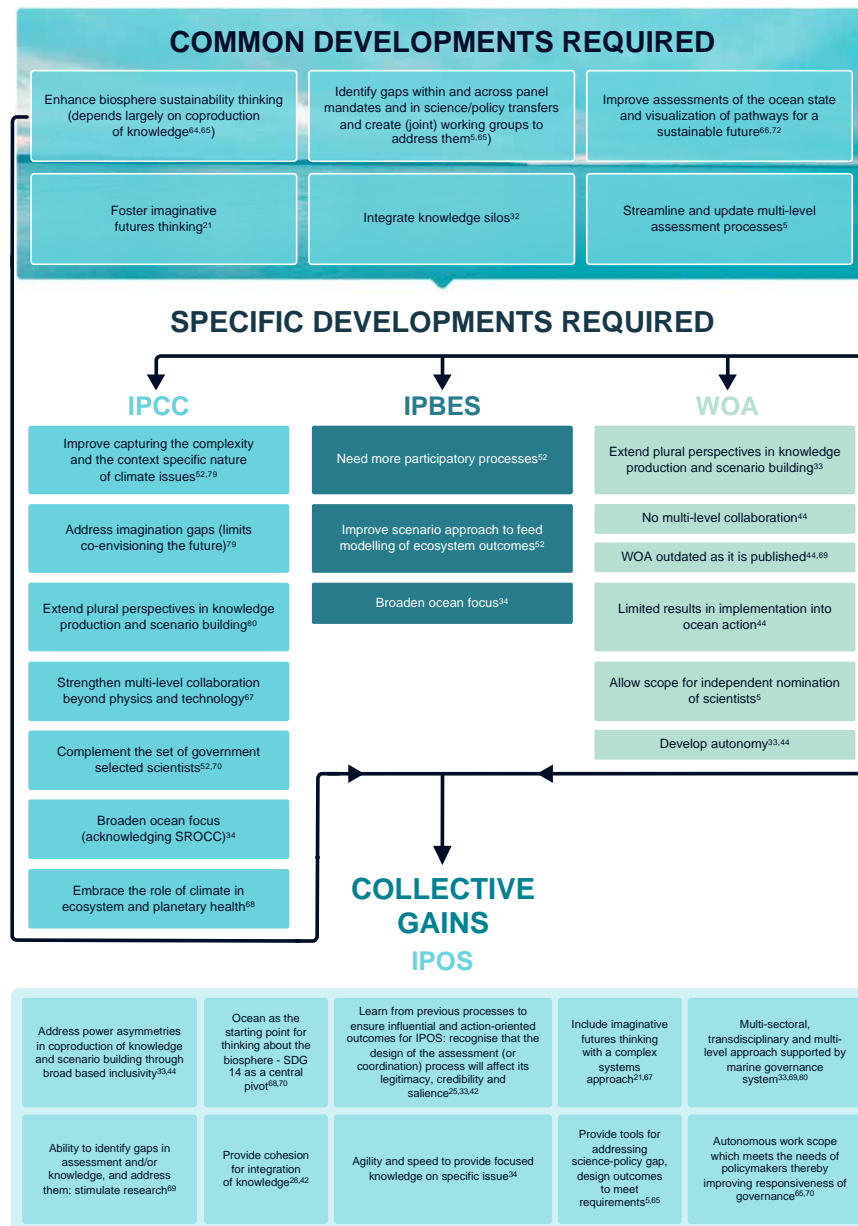 COMMON DEVELOPMENTS REQUIRED
Enhance biosphere sustainability thinking
(depends largely on coproduction
of knowledge64,65)
Identify gaps within and across panel
mandates and in science/policy transfers
and create (joint) working groups to
address them5,65)
Improve assessments of the ocean state
and visualization of pathways for a
sustainable future66,72
Foster imaginative
futures thinking21
Integrate knowledge silos32
Streamline and update multi-level
assessment processes5
SPECIFIC DEVELOPMENTS REQUIRED
IPCC
Improve capturing the complexity
and the context specific nature
of climate issues52,79
Address imagination gaps (limits
co-envisioning the future)79
Extend plural perspectives in knowledge
production and scenario building80
Strengthen multi-level collaboration
beyond physics and technology67
Complement the set of government
selected scientists52,70
Broaden ocean focus
(acknowledging SROCC)34
Embrace the role of climate in
ecosystem and planetary health68
IPBES
Need more participatory processes52
Improve scenario approach to feed
modelling of ecosystem outcomes52
Broaden ocean focus34
WOA
Extend plural perspectives in knowledge
production and scenario building33
No multi-level collaboration44
WOA outdated as it is published44,69
Limited results in implementation into
ocean action44
Allow scope for independent nomination
of scientists5
Develop autonomy33,44
COLLECTIVE
GAINS
IPOS
Address power asymmetries
in coproduction of knowledge
and scenario building through
broad based inclusivity33,44
Ocean as the
starting point for
thinking about the
biosphere - SDG
14 as a central
pivot68,70
Learn from previous processes to
ensure influential and action-oriented
outcomes for IPOS: recognise that the
design of the assessment (or
coordination) process will affect its
legitimacy, credibility and
salience25,33,42
Include imaginative
futures thinking
with a complex
systems
approach21,67
Multi-sectoral,
transdisciplinary and multi-
level approach supported by
marine governance
system33,69,80
Ability to identify gaps in
assessment and/or
knowledge, and address
them: stimulate research69
Provide cohesion
for integration
of knowledge28,42
Agility and speed to provide focused
knowledge on specific issue34
Provide tools for
addressing
science-policy gap,
design outcomes
to meet
requirements5,65
Autonomous work scope
which meets the needs of
policymakers thereby
improving responsiveness of
governance65,70